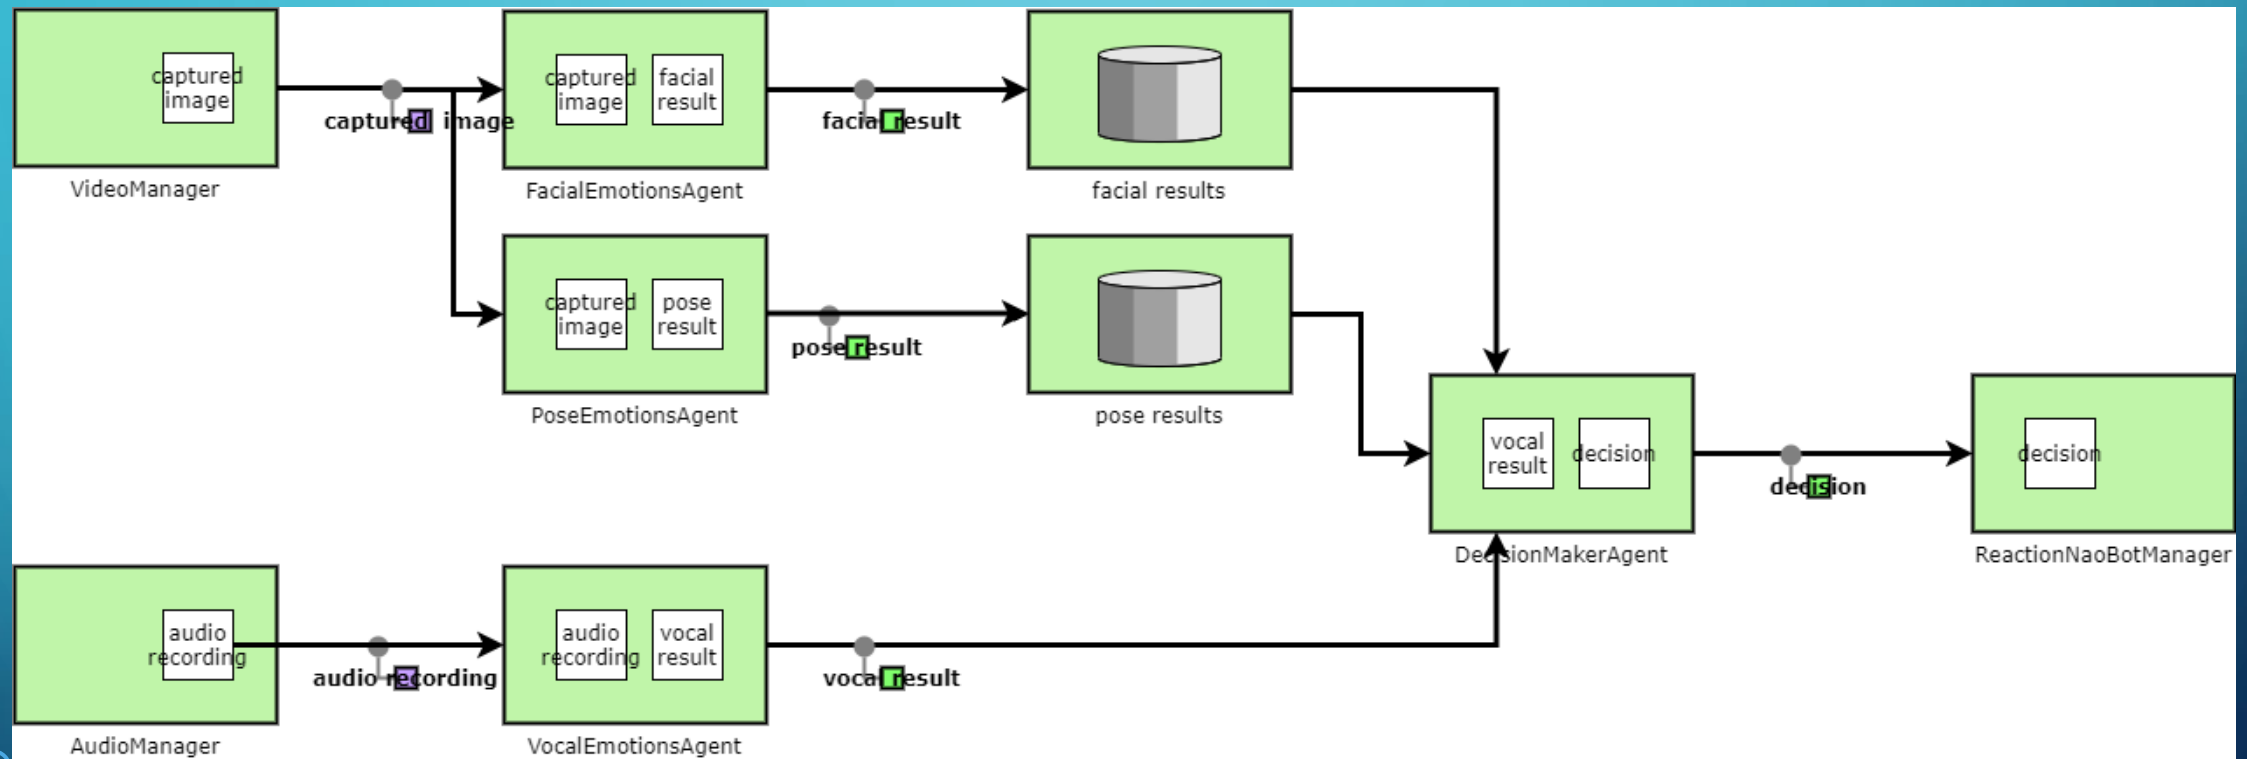 captured
image
captured
image
facial
result
captured image
facial result
VideoManager
FacialEmotionsAgent
facial results
captured
image
pose
result
pose result
PoseEmotionsAgent
pose results
vocal
result
decision
decision
decision
DecisionMakerAgent
ReactionNaoBotManager
audio
recording
audio
recording
vocal
result
audio recording
vocal result
AudioManager
VocalEmotionsAgent